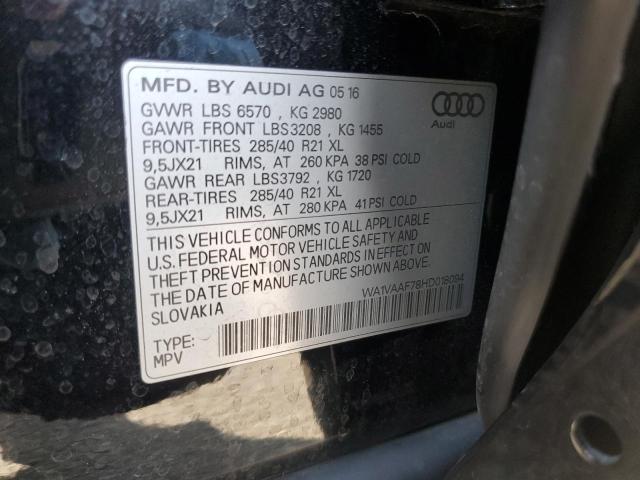 MFD. BY AUDI AG 05 16
GVWR LBS 6570 , KG 2980
GAWR FRONT LBS3208 , KG 1455
FRONT-TIRES 285/40 R21 XL
9,5JX21 RIMS, AT 260 KPA 38 PSI COLD
GAWR REAR LBS3792 , KG 1720
REAR-TIRES 285/40 R21 XL
9,5JX21 RIMS, AT 280 KPA 41 PSI COLD
Audi
THIS VEHICLE CONFORMS TO ALL APPLICABLE
U.S. FEDERAL MOTOR VEHICLE SAFETY AND
THEFT PREVENTION STANDARDS IN EFFECT ON
THE DATE OF MANUFACTURE SHOWN ABOVE.
SLOVAKIA
WA1VAAF78HD018094
TYPE:
MPV